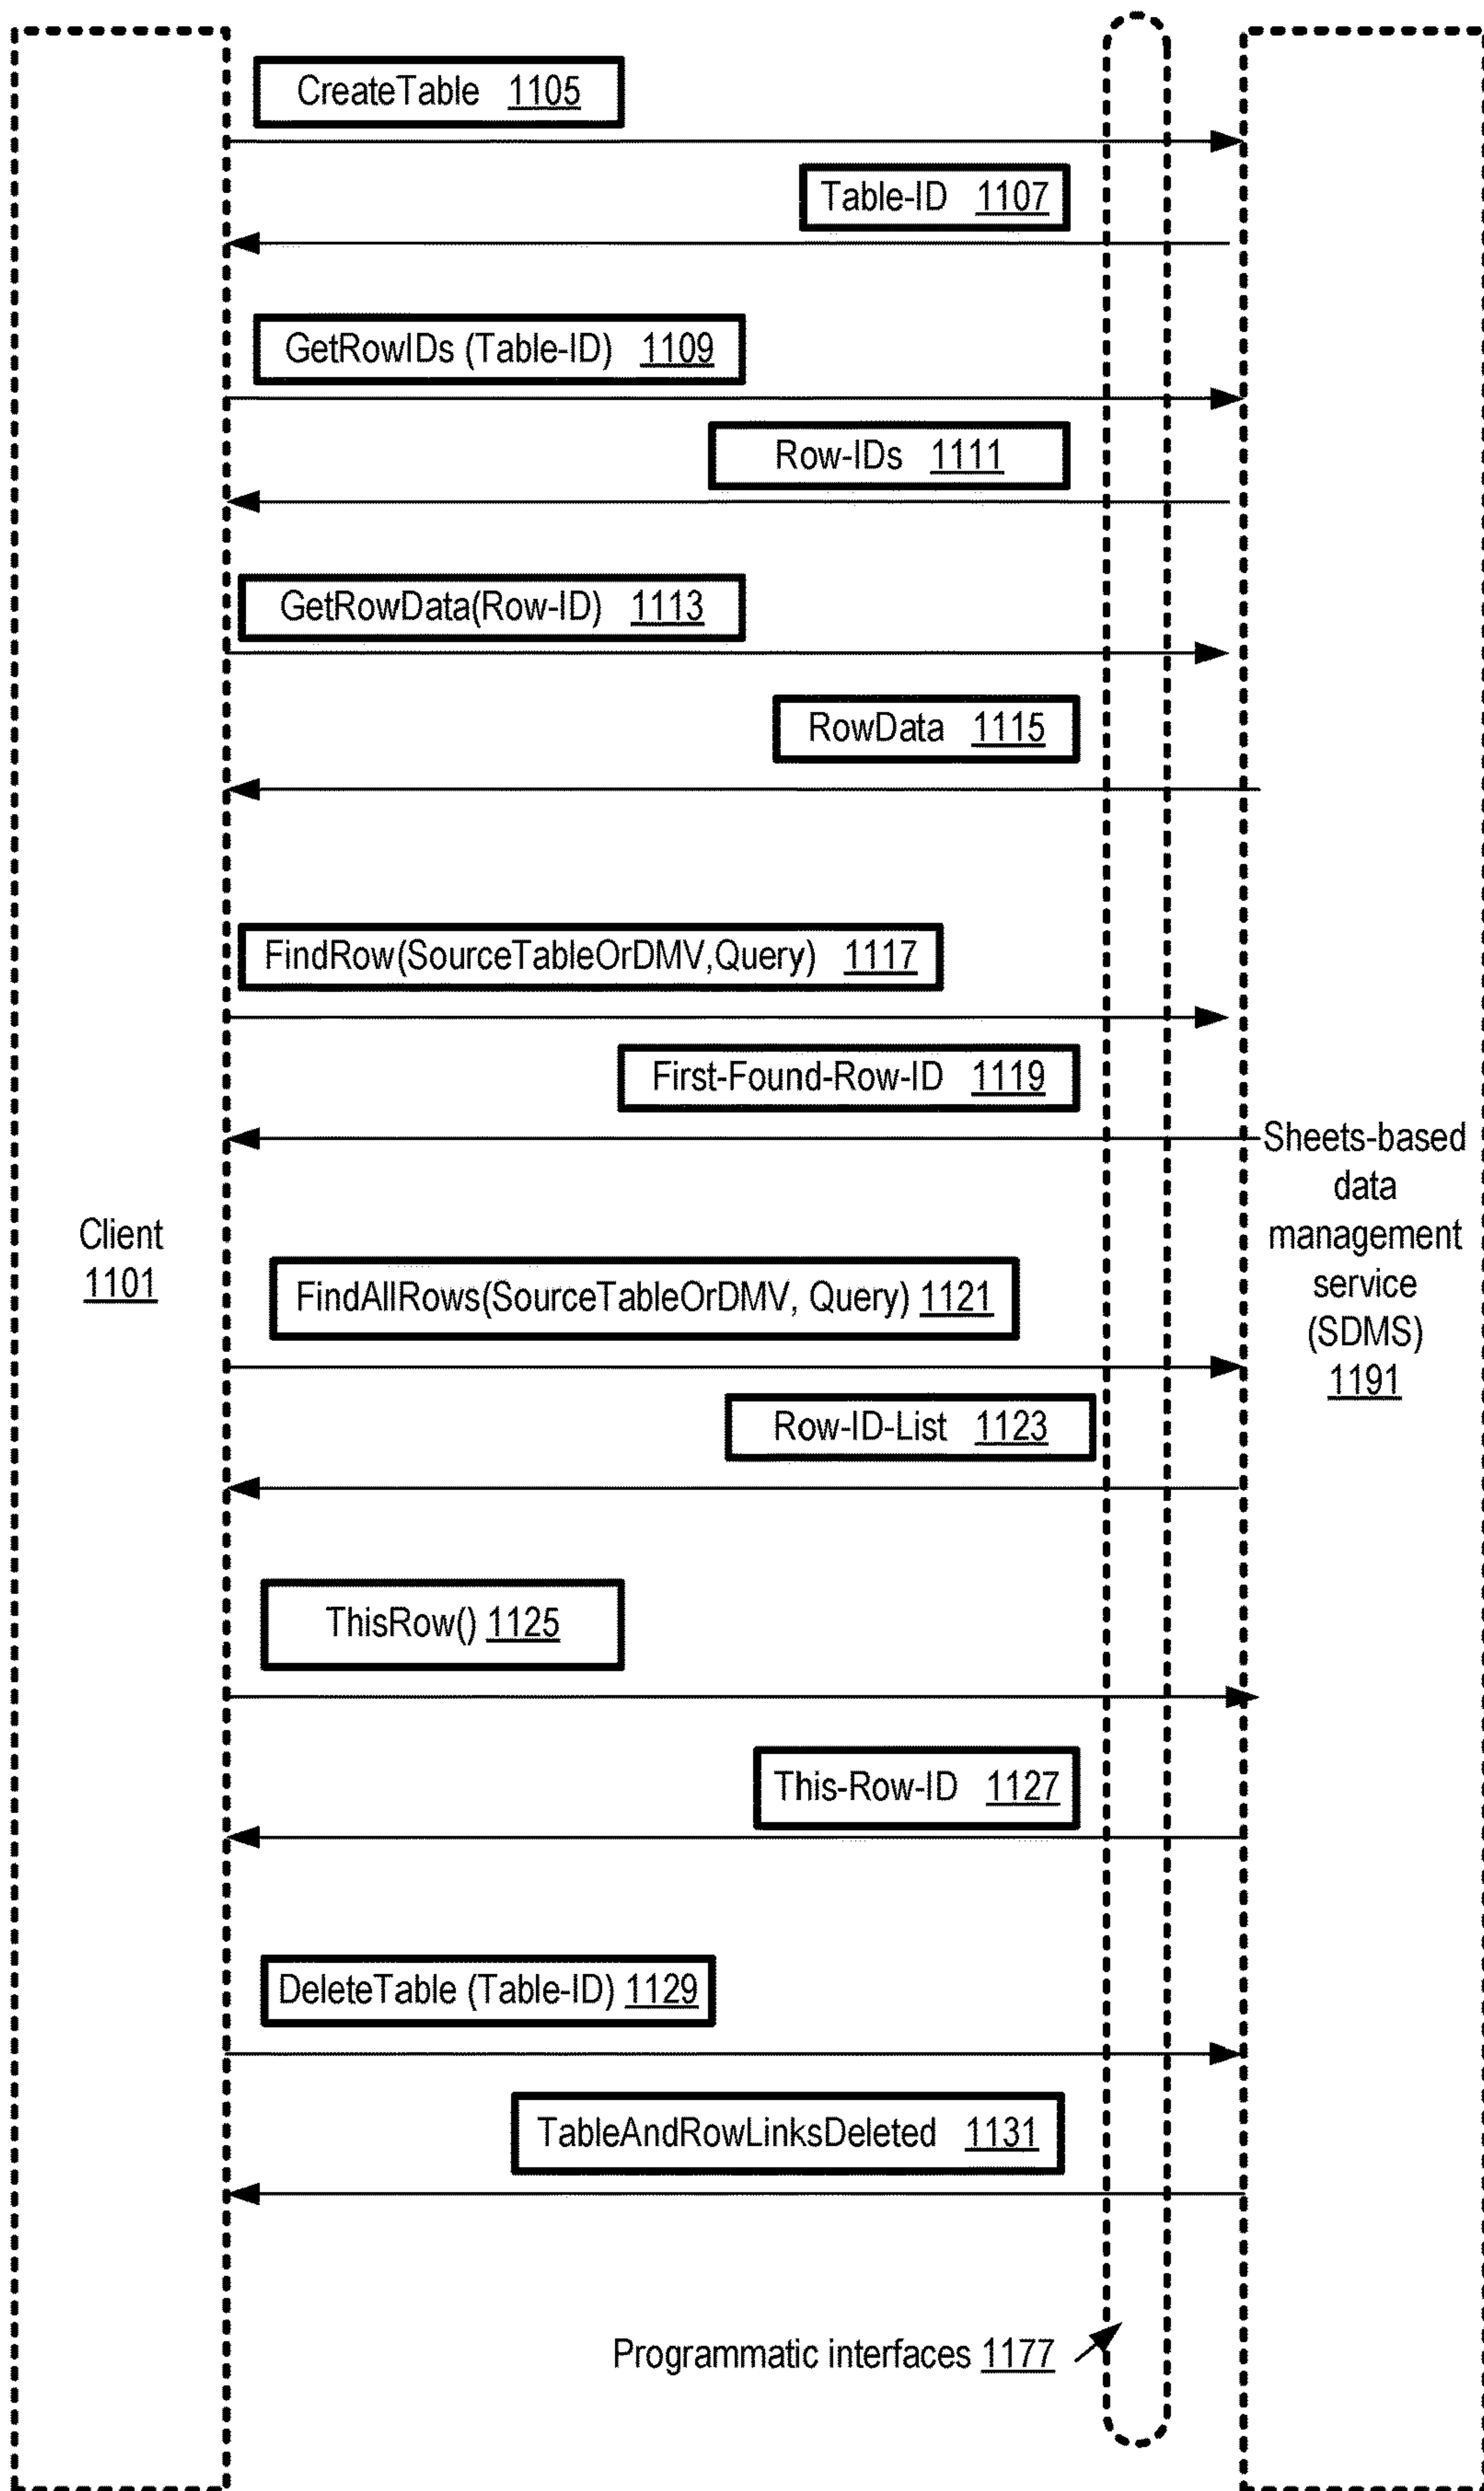 CreateTable 1105
Table-ID 1107
GetRowIDs (Table-ID) 1109
Row-IDs 1111
GetRowData(Row-ID) 1113
RowData 1115
FindRow(SourceTableOrDMV,Query) 1117
First-Found-Row-ID 1119
Client
1101
Sheets-based
data
management
service
(SDMS)
1191
FindAllRows(SourceTableOrDMV, Query) 1121
Row-ID-List 1123
ThisRow() 1125
This-Row-ID 1127
DeleteTable (Table-ID) 1129
TableAndRowLinksDeleted 1131
Programmatic interfaces 1177